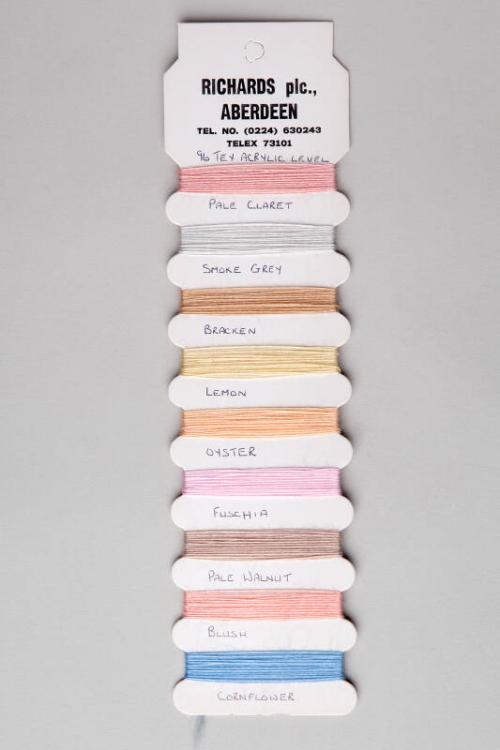 RICHARDS plc.,
ABERDEEN
TEL. NO. (0224) 630243
TELEX 73101
96 TEX ACRYLIC LEVEL
PALE CLARET
SMOKE GREY
BRACKEN
LEMON
OYSTER
FUSCHIA
PALE WALNUT
BLUSH
CORNFLOWER